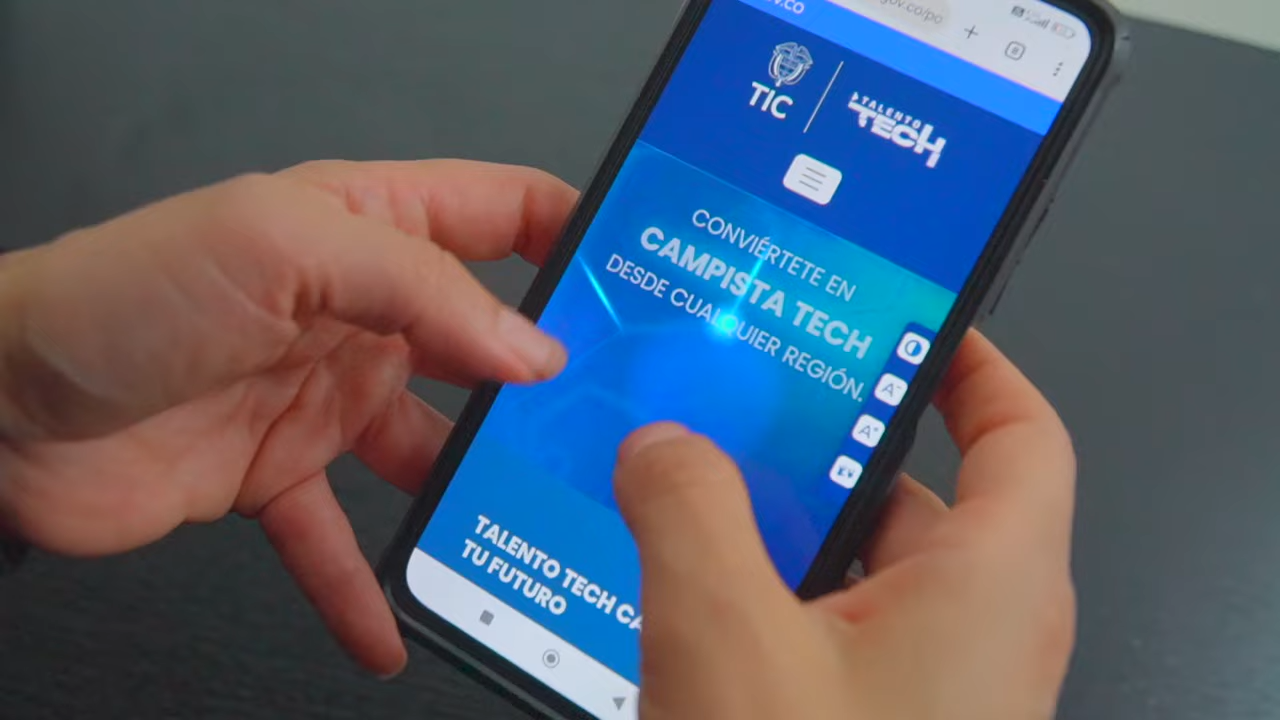 gov.co/po
V.CO
TIC
TALENTO
TECH
CONVIÉRTETE EN
CAMPISTA TECH
DESDE CUALQUIER REGIÓN.
A-
A+
TALENTO TECH CA
TU FUTURO